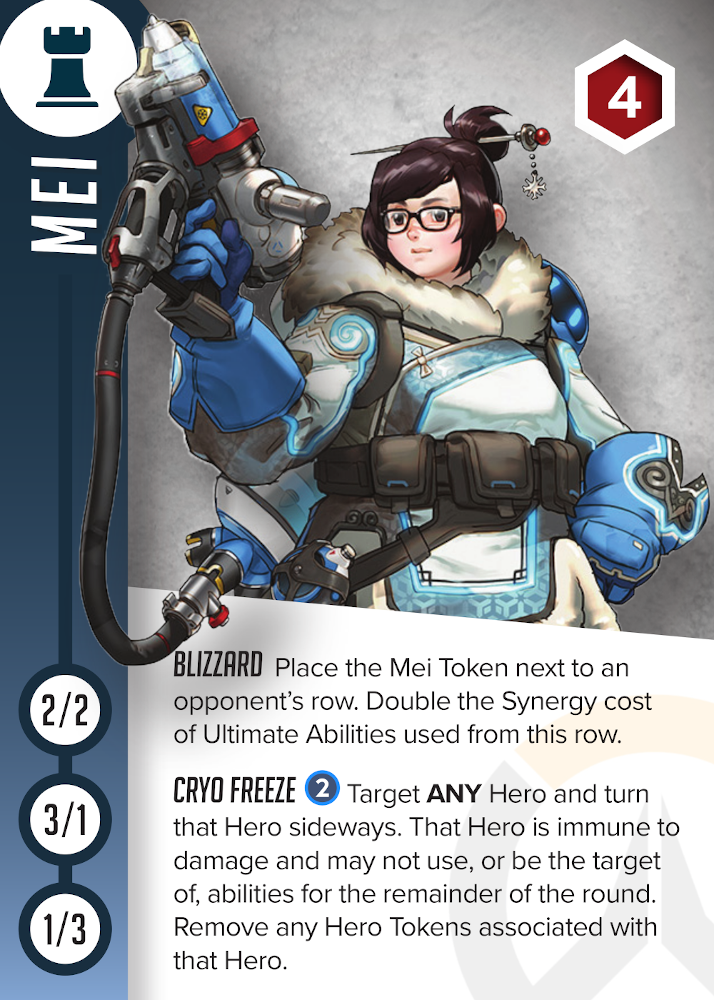 4
MEI
BLIZZARD Place the Mei Token next to an
opponent's row. Double the Synergy cost
of Ultimate Abilities used from this row.
2/2
CRYO FREEZE 2 Target ANY Hero and turn
that Hero sideways. That Hero is immune to
damage and may not use, or be the target
of, abilities for the remainder of the round.
Remove any Hero Tokens associated with
that Hero.
3/1
1/3